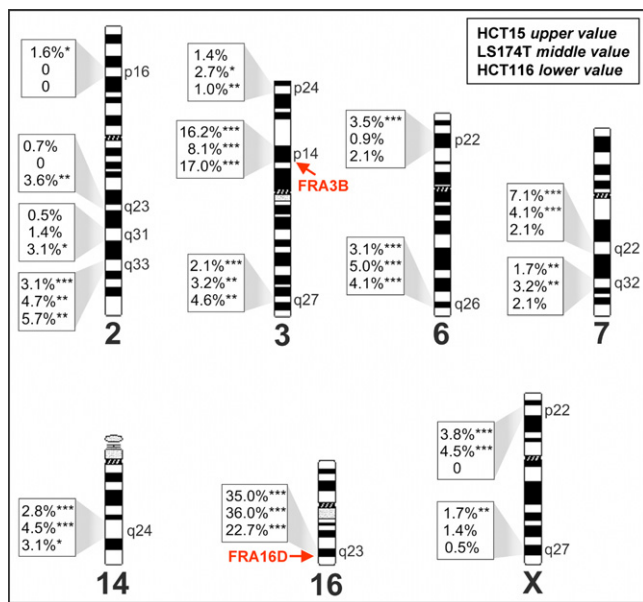 HCT15 upper value
LS174T middle value
HCT116 lower value
1.6%*
0
0
p16
0.7%
0
3.6%**
q23
0.5%
1.4%
3.1%*
q31
3.1%***
4.7%**
5.7%**
q33
2
1.4%
2.7%*
1.0%**
p24
16.2%***
8.1%***
17.0%***
p14
FRA3B
2.1%***
3.2%**
4.6%**
q27
3
3.5%***
0.9%
2.1%
p22
3.1%***
5.0%***
4.1%***
q26
6
7.1%***
4.1%***
2.1%
q22
1.7%**
3.2%**
2.1%
q32
7
2.8%***
4.5%***
3.1%*
q24
14
35.0%***
36.0%***
22.7%***
FRA16D
q23
16
3.8%***
4.5%***
0
p22
1.7%**
1.4%
0.5%
q27
X